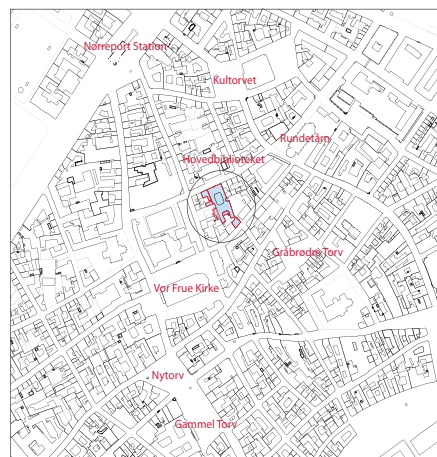 Nørreport Station
Kultorvet
Rundetårn
Hovedbiblioteket
Gråbrødre Torv
Vor Frue Kirke
Nytorv
Gammel Torv